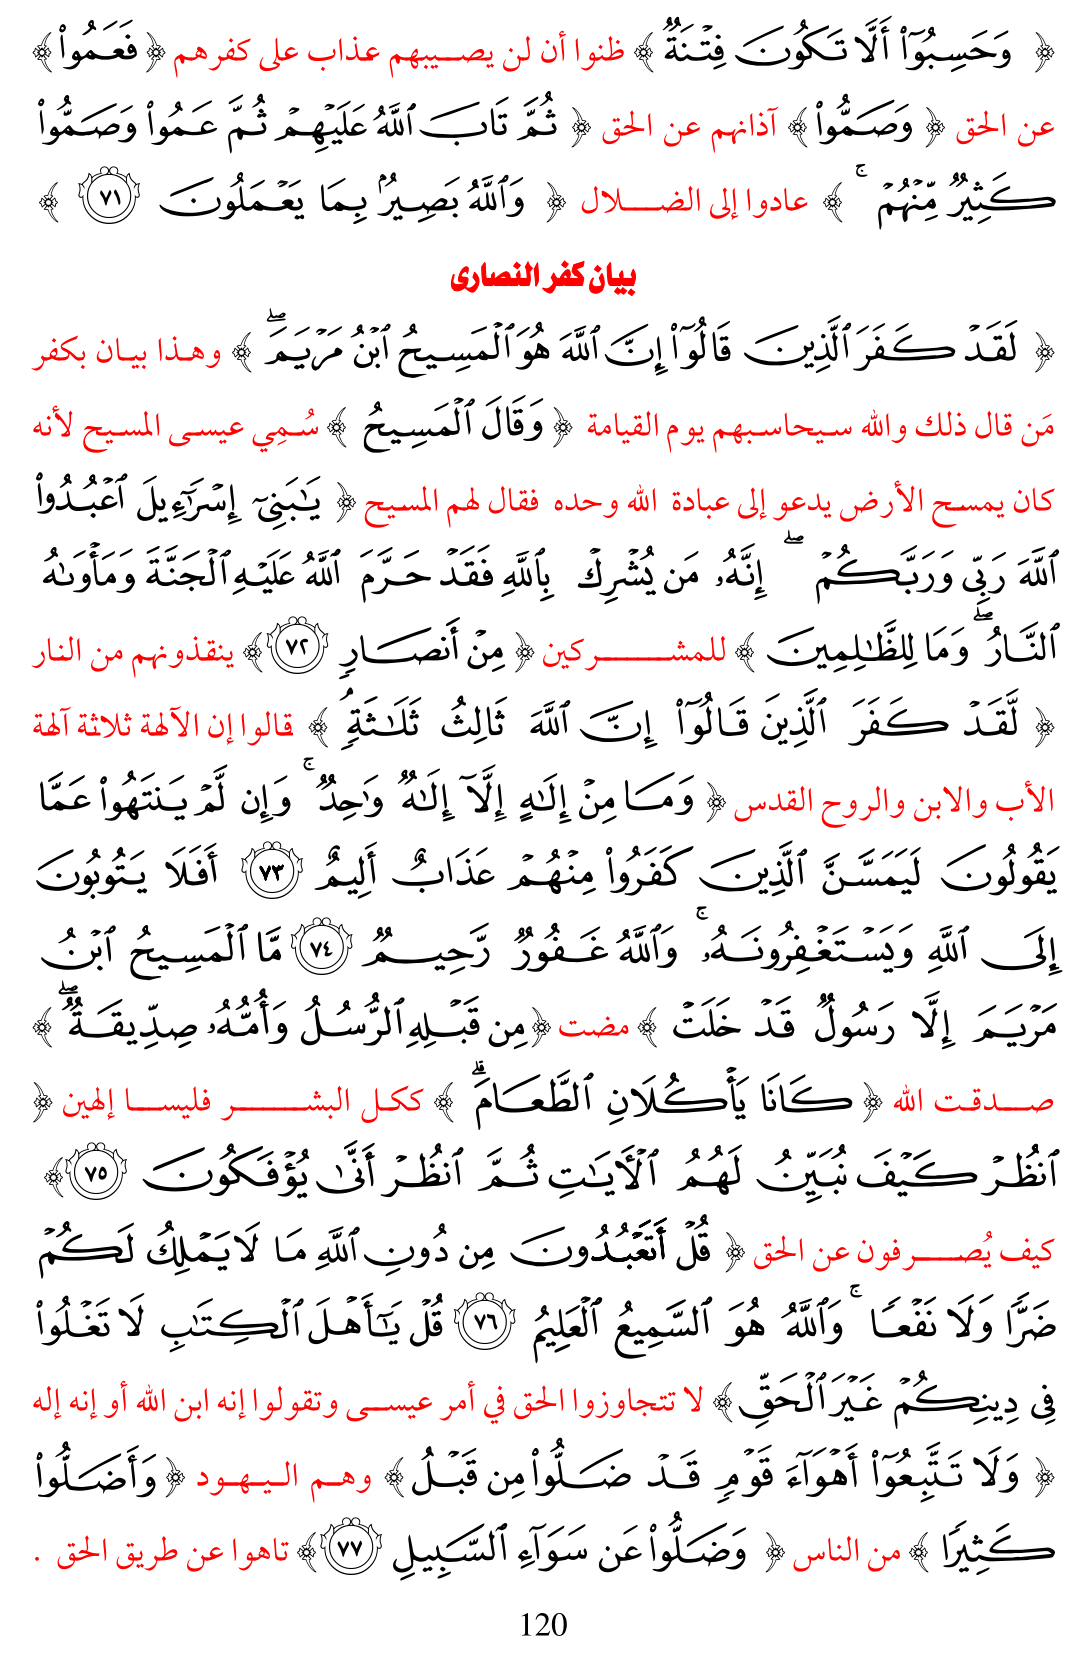 ﴿ وَحَسِبُوٓا۟ أَلَّا تَكُونَ فِتْنَةٌ ﴾ ظنوا أن لن يصيبهم عذاب على كفرهم ﴿ فَعَمُوا۟ ﴾
عن الحق ﴿ وَصَمُّوا۟ ﴾ آذانهم عن الحق ﴿ ثُمَّ تَابَ ٱللَّهُ عَلَيْهِمْ ثُمَّ عَمُوا۟ وَصَمُّوا۟
كَثِيرٌ مِّنْهُمْ ۚ ﴾ عادوا إلى الضلال ﴿ وَٱللَّهُ بَصِيرٌۢ بِمَا يَعْمَلُونَ ٧١ ﴾
بيان كفر النصارى
﴿ لَقَدْ كَفَرَ ٱلَّذِينَ قَالُوٓا۟ إِنَّ ٱللَّهَ هُوَ ٱلْمَسِيحُ ٱبْنُ مَرْيَمَ ۖ ﴾ وهذا بيان بكفر
مَن قال ذلك والله سيحاسبهم يوم القيامة ﴿ وَقَالَ ٱلْمَسِيحُ ﴾ سُمِي عيسى المسيح لأنه
كان يمسح الأرض يدعو إلى عبادة الله وحده فقال لهم المسيح ﴿ يَٰبَنِىٓ إِسْرَٰٓءِيلَ ٱعْبُدُوا۟
ٱللَّهَ رَبِّى وَرَبَّكُمْ ۖ إِنَّهُۥ مَن يُشْرِكْ بِٱللَّهِ فَقَدْ حَرَّمَ ٱللَّهُ عَلَيْهِ ٱلْجَنَّةَ وَمَأْوَىٰهُ
ٱلنَّارُ ۖ وَمَا لِلظَّٰلِمِينَ ﴾ للمشركين ﴿ مِنْ أَنصَارٍ ٧٢ ﴾ ينقذونهم من النار
﴿ لَّقَدْ كَفَرَ ٱلَّذِينَ قَالُوٓا۟ إِنَّ ٱللَّهَ ثَالِثُ ثَلَٰثَةٍۘ ﴾ قالوا إن الآلهة ثلاثة آلهة
الأب والابن والروح القدس ﴿ وَمَا مِنْ إِلَٰهٍ إِلَّآ إِلَٰهٌ وَٰحِدٌ ۚ وَإِن لَّمْ يَنتَهُوا۟ عَمَّا
يَقُولُونَ لَيَمَسَّنَّ ٱلَّذِينَ كَفَرُوا۟ مِنْهُمْ عَذَابٌ أَلِيمٌ ٧٣ أَفَلَا يَتُوبُونَ
إِلَى ٱللَّهِ وَيَسْتَغْفِرُونَهُۥ ۚ وَٱللَّهُ غَفُورٌ رَّحِيمٌ ٧٤ مَّا ٱلْمَسِيحُ ٱبْنُ
مَرْيَمَ إِلَّا رَسُولٌ قَدْ خَلَتْ ﴾ مضت ﴿ مِن قَبْلِهِ ٱلرُّسُلُ وَأُمُّهُۥ صِدِّيقَةٌ ۖ ﴾
صدقت الله ﴿ كَانَا يَأْكُلَانِ ٱلطَّعَامَ ۗ ﴾ ككل البشر فليسا إلهين ﴿
ٱنظُرْ كَيْفَ نُبَيِّنُ لَهُمُ ٱلْءَايَٰتِ ثُمَّ ٱنظُرْ أَنَّىٰ يُؤْفَكُونَ ٧٥ ﴾
كيف يُصرفون عن الحق ﴿ قُلْ أَتَعْبُدُونَ مِن دُونِ ٱللَّهِ مَا لَا يَمْلِكُ لَكُمْ
ضَرًّا وَلَا نَفْعًا ۚ وَٱللَّهُ هُوَ ٱلسَّمِيعُ ٱلْعَلِيمُ ٧٦ قُلْ يَٰٓأَهْلَ ٱلْكِتَٰبِ لَا تَغْلُوا۟
فِى دِينِكُمْ غَيْرَ ٱلْحَقِّ ﴾ لا تتجاوزوا الحق في أمر عيسى وتقولوا إنه ابن الله أو إنه إله
﴿ وَلَا تَتَّبِعُوٓا۟ أَهْوَآءَ قَوْمٍ قَدْ ضَلُّوا۟ مِن قَبْلُ ﴾ وهم اليهود ﴿ وَأَضَلُّوا۟
كَثِيرًا ﴾ من الناس ﴿ وَضَلُّوا۟ عَن سَوَآءِ ٱلسَّبِيلِ ٧٧ ﴾ تاهوا عن طريق الحق .
120